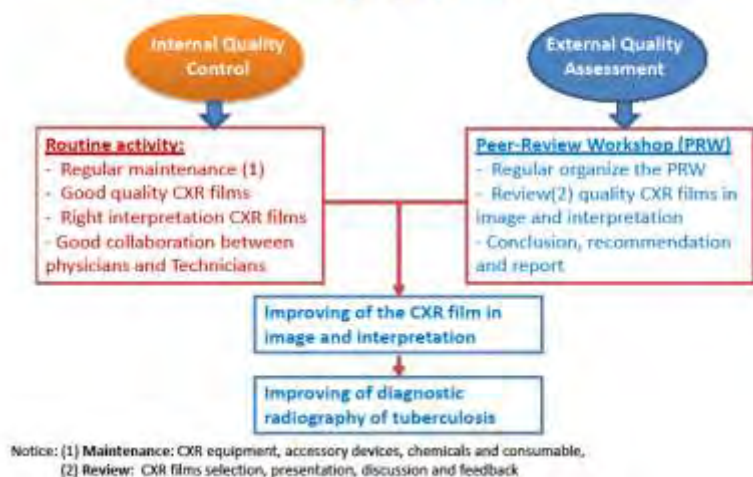 Internal Quality
Control
External Quality
Assessment
Routine activity:
- Regular maintenance (1)
- Good quality CXR films
- Right interpretation CXR films
- Good collaboration between
physicians and Technicians
Peer-Review Workshop (PRW)
- Regular organize the PRW
- Review(2) quality CXR films in
image and interpretation
- Conclusion, recommendation
and report
Improving of the CXR film in
image and interpretation
Improving of diagnostic
radiography of tuberculosis
Notice: (1) Maintenance: CXR equipment, accessory devices, chemicals and consumable,
(2) Review: CXR films selection, presentation, discussion and feedback